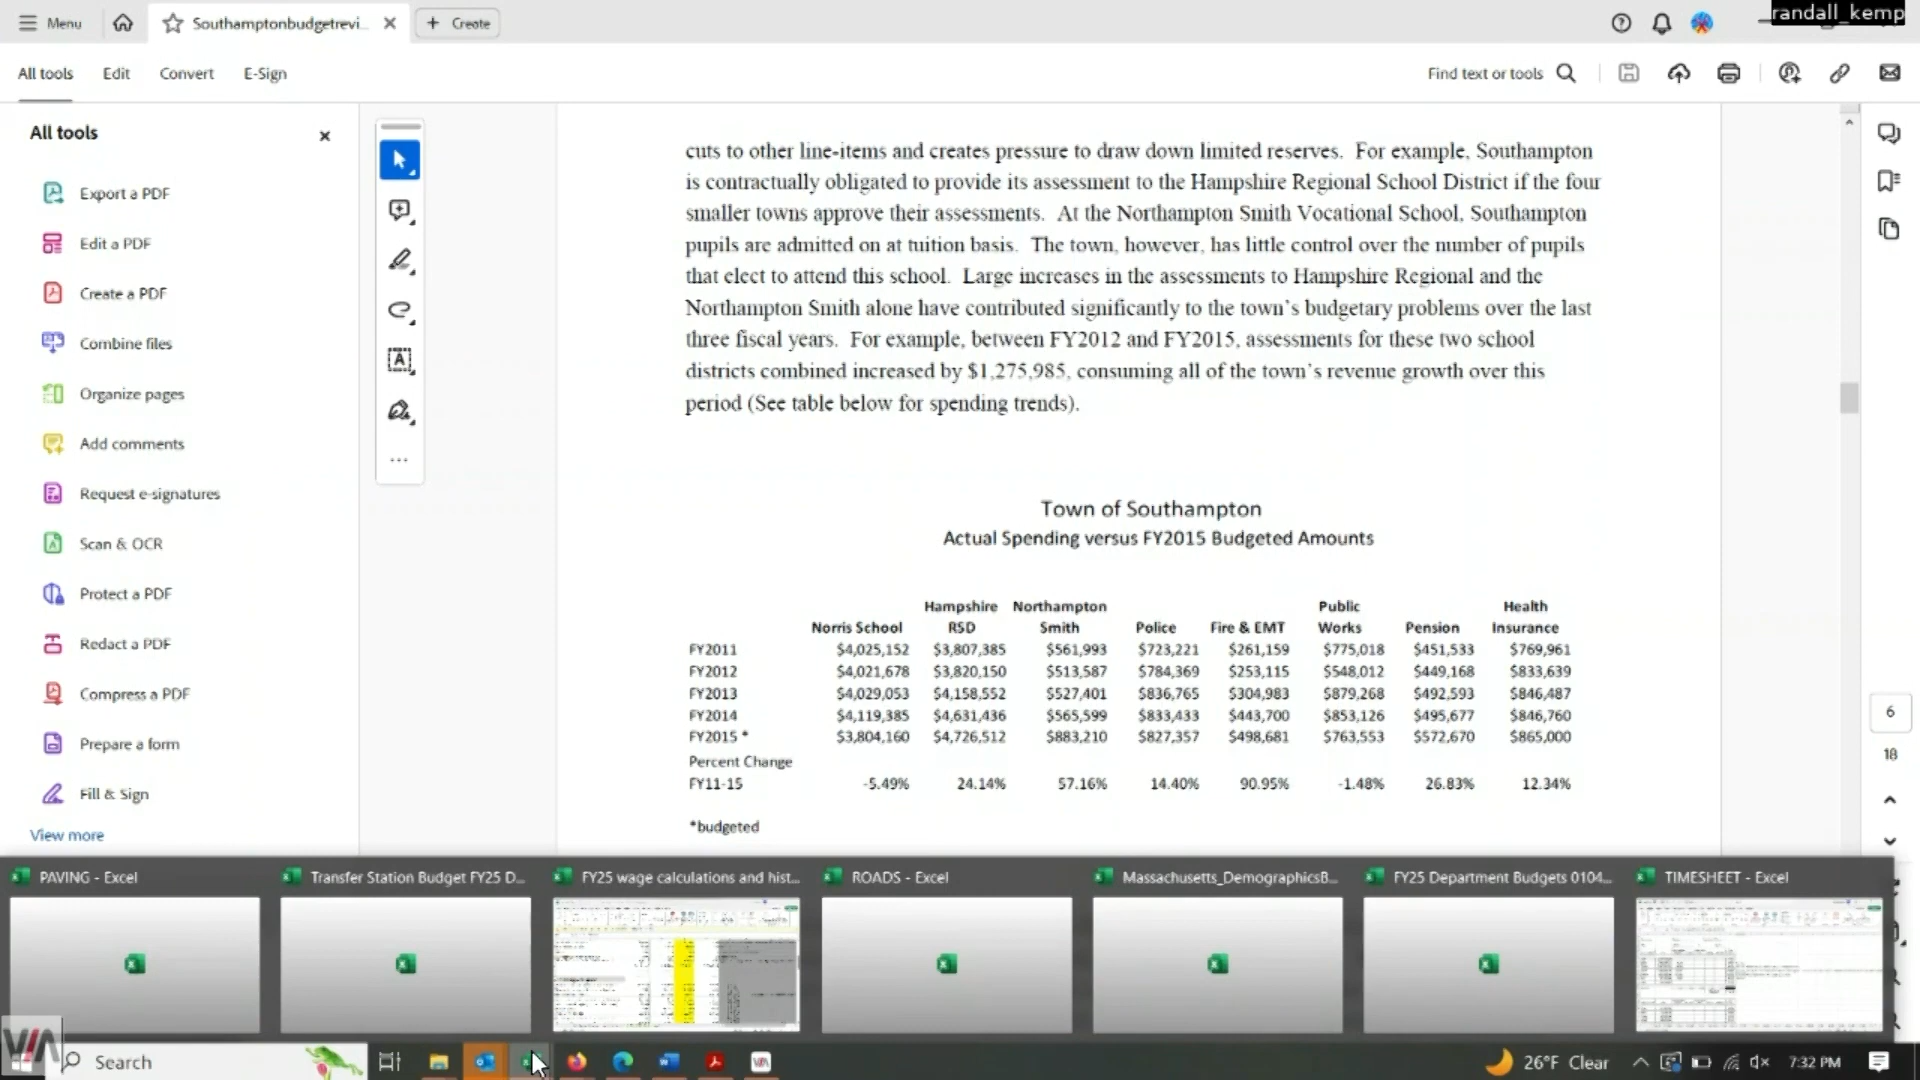 Menu
Southamptonbudgetrevi...
Create
randall_kemp
All tools
Edit
Convert
E-Sign
Find text or tools
All tools
Export a PDF
Edit a PDF
Create a PDF
Combine files
Organize pages
Add comments
Request e-signatures
Scan & OCR
Protect a PDF
Redact a PDF
Compress a PDF
Prepare a form
Fill & Sign
View more
cuts to other line-items and creates pressure to draw down limited reserves. For example, Southampton
is contractually obligated to provide its assessment to the Hampshire Regional School District if the four
smaller towns approve their assessments. At the Northampton Smith Vocational School, Southampton
pupils are admitted on at tuition basis. The town, however, has little control over the number of pupils
that elect to attend this school. Large increases in the assessments to Hampshire Regional and the
Northampton Smith alone have contributed significantly to the town's budgetary problems over the last
three fiscal years. For example, between FY2012 and FY2015, assessments for these two school
districts combined increased by $1,275,985, consuming all of the town's revenue growth over this
period (See table below for spending trends).
Town of Southampton
Actual Spending versus FY2015 Budgeted Amounts
Hampshire Northampton Public Health
Norris School RSD Smith Police Fire & EMT Works Pension Insurance
FY2011 $4,025,152 $3,807,385 $561,993 $723,221 $261,159 $775,018 $451,533 $769,961
FY2012 $4,021,678 $3,820,150 $513,587 $784,369 $253,115 $548,012 $449,168 $833,639
FY2013 $4,029,053 $4,158,552 $527,401 $836,765 $304,983 $879,268 $492,593 $846,487
FY2014 $4,119,385 $4,631,436 $565,599 $833,433 $443,700 $853,126 $495,677 $846,760
FY2015 * $3,804,160 $4,726,512 $883,210 $827,357 $498,681 $763,553 $572,670 $865,000
Percent Change
FY11-15 -5.49% 24.14% 57.16% 14.40% 90.95% -1.48% 26.83% 12.34%
*budgeted
6
18
PAVING - Excel
Transfer Station Budget FY25 D...
FY25 wage calculations and hist...
ROADS - Excel
Massachusetts_DemographicsB...
FY25 Department Budgets 0104...
TIMESHEET - Excel
VIA
Search
26°F Clear
7:32 PM